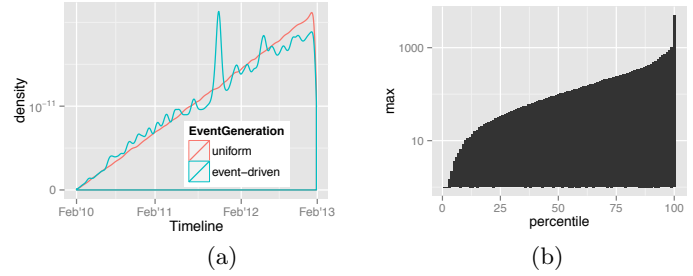 density
10⁻¹¹
0
EventGeneration
uniform
event−driven
Feb'10
Feb'11
Feb'12
Feb'13
Timeline
(a)
max
1000
10
0
25
50
75
100
percentile
(b)